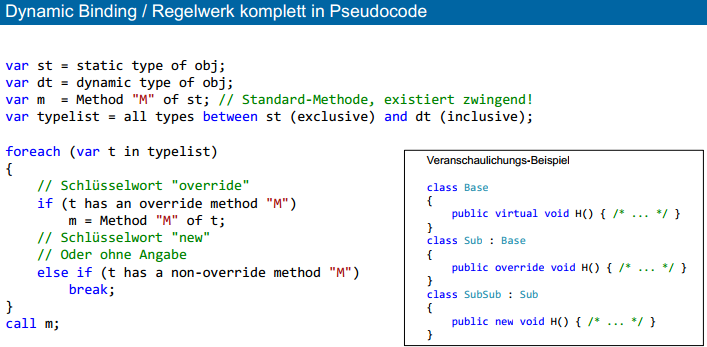 Dynamic Binding / Regelwerk komplett in Pseudocode
var st = static type of obj;
var dt = dynamic type of obj;
var m  = Method "M" of st; // Standard-Methode, existiert zwingend!
var typelist = all types between st (exclusive) and dt (inclusive);
foreach (var t in typelist)
{
    // Schlüsselwort "override"
    if (t has an override method "M")
        m = Method "M" of t;
    // Schlüsselwort "new"
    // Oder ohne Angabe
    else if (t has a non-override method "M")
        break;
}
call m;
Veranschaulichungs-Beispiel
class Base
{
    public virtual void H() { /* ... */ }
}
class Sub : Base
{
    public override void H() { /* ... */ }
}
class SubSub : Sub
{
    public new void H() { /* ... */ }
}